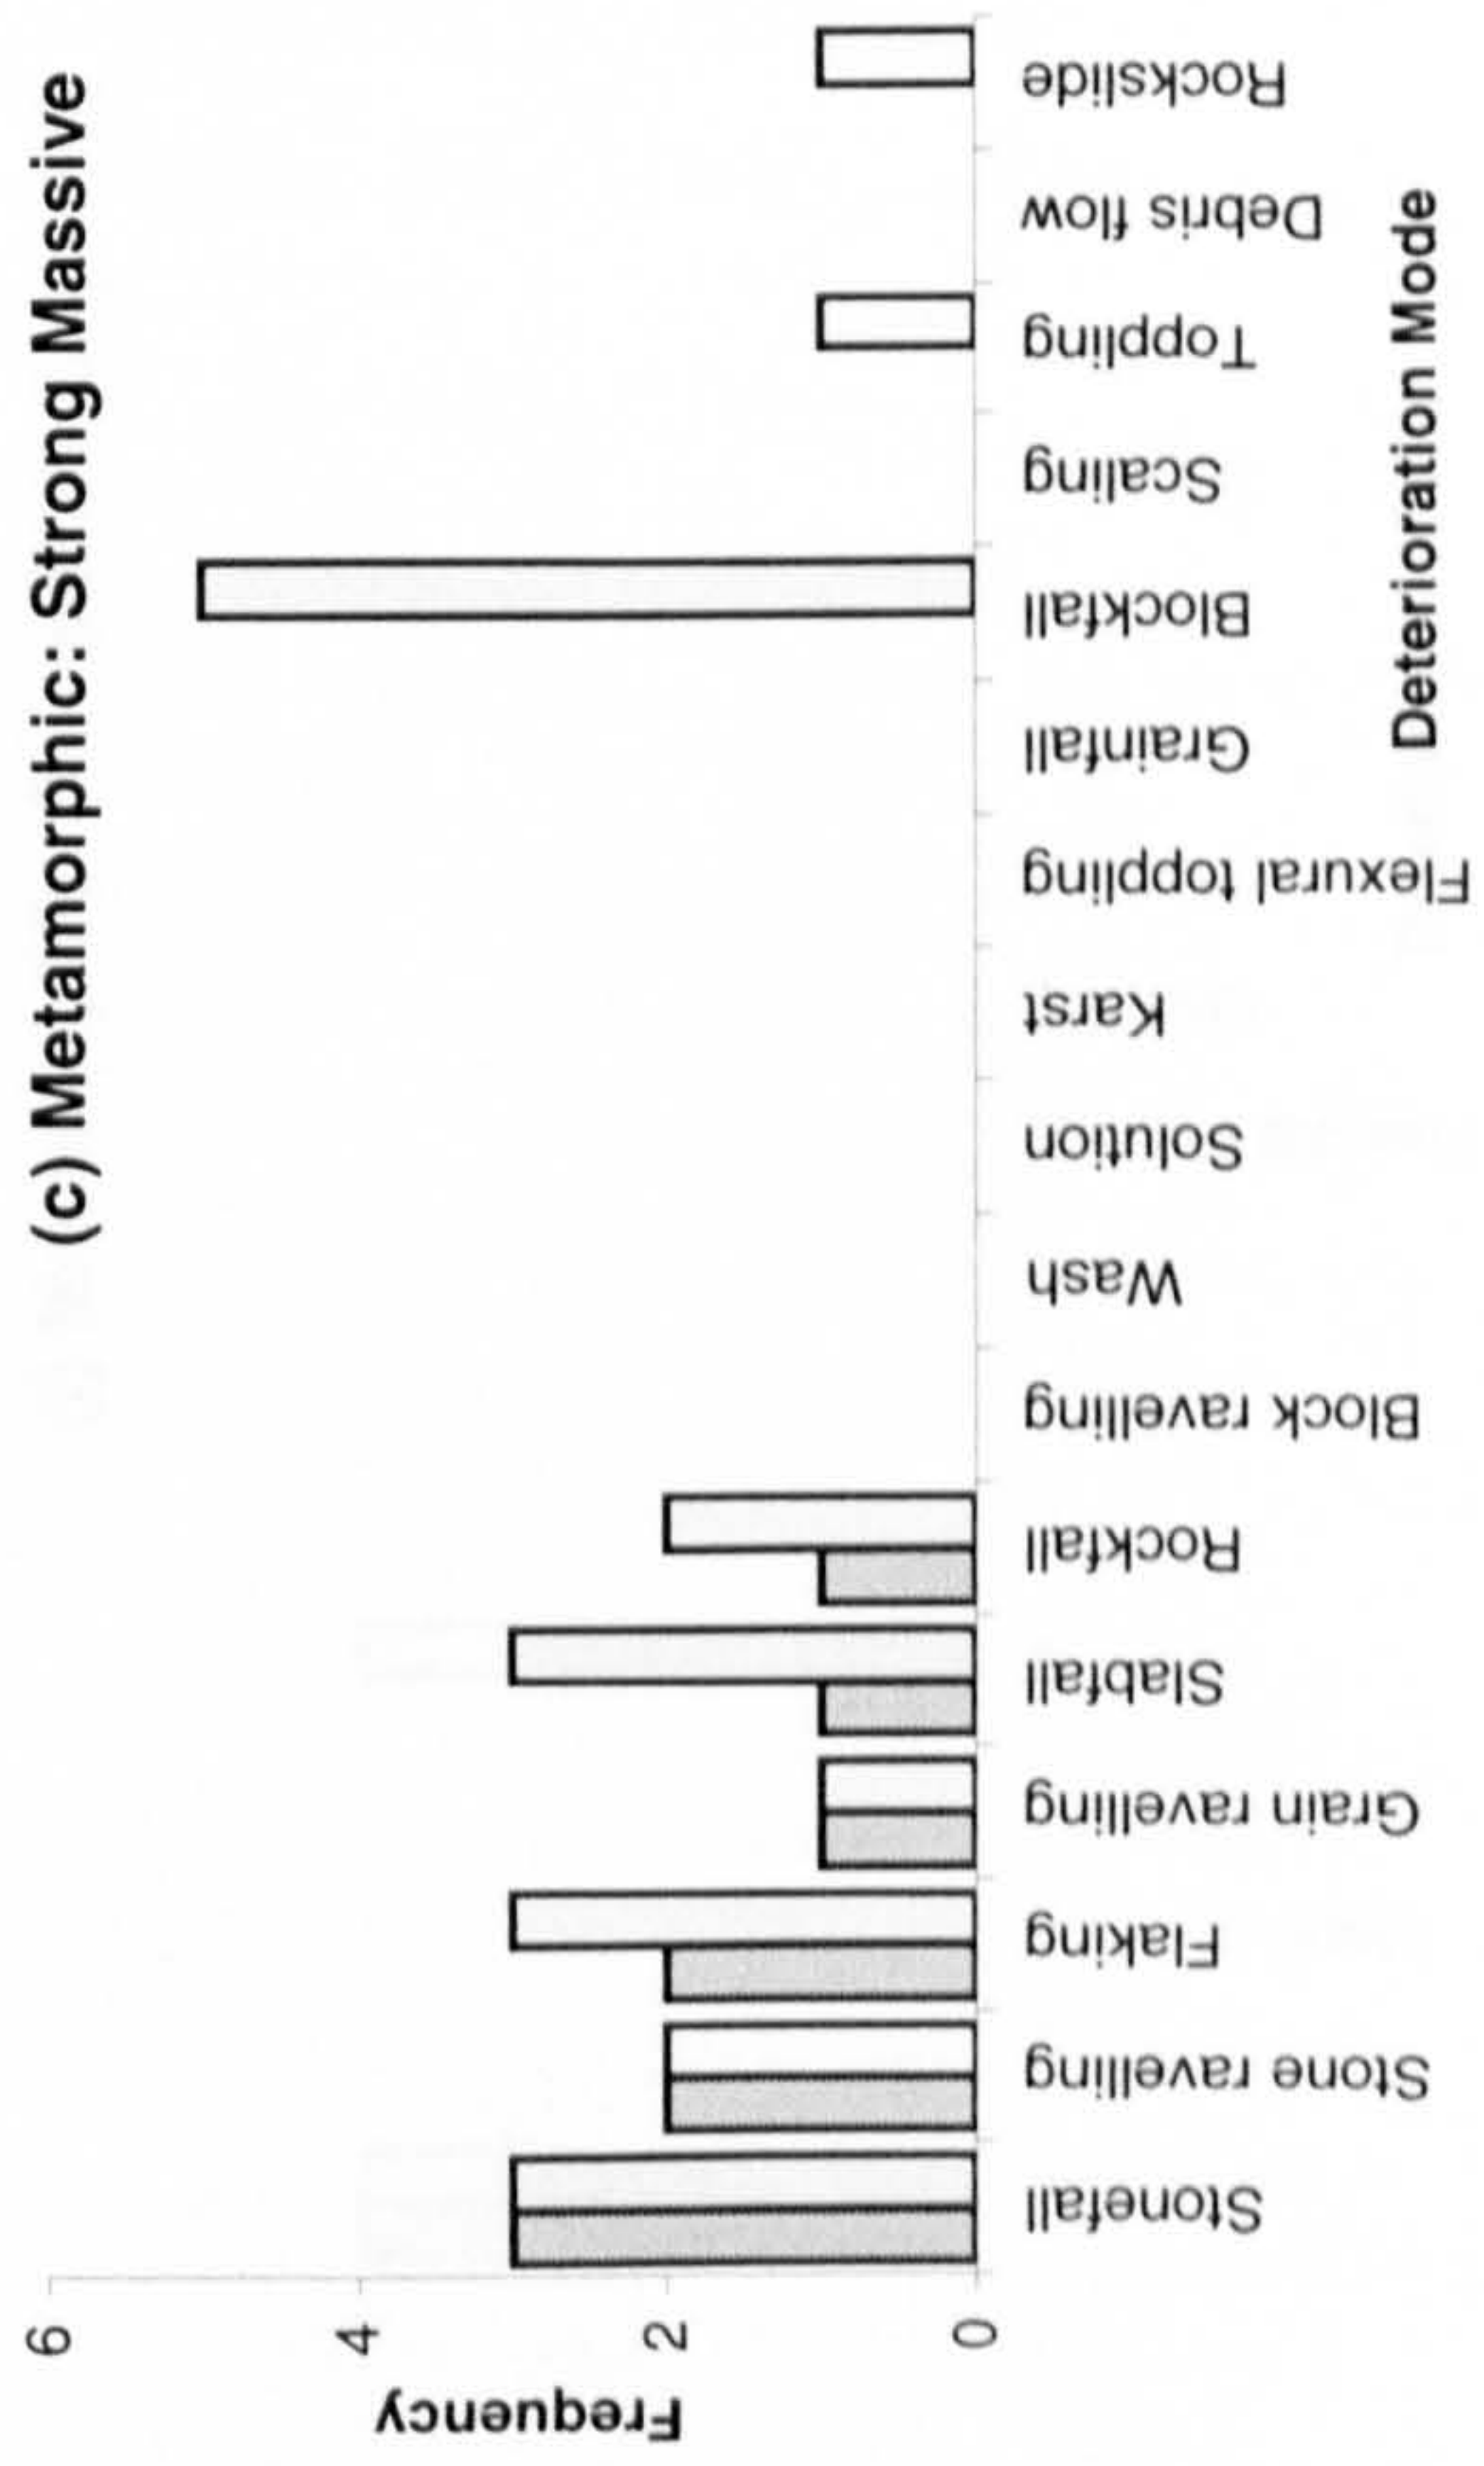 (c) Metamorphic: Strong Massive
Frequency
6
4
2
0
Stonefall
Stone ravelling
Flaking
Grain ravelling
Slabfall
Rockfall
Block ravelling
Wash
Solution
Karst
Flexural toppling
Grainfall
Blockfall
Scaling
Toppling
Debris flow
Rockslide
Deterioration Mode